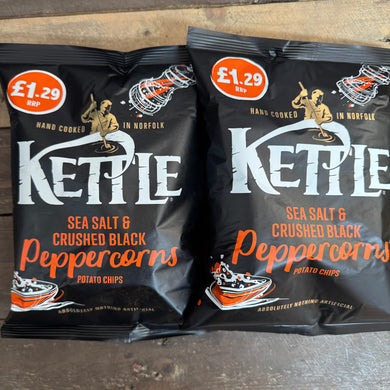 £1.29
RRP
HAND COOKED IN NORFOLK
KETTLE
SEA SALT &
CRUSHED BLACK
Peppercorns
POTATO CHIPS
ABSOLUTELY NOTHING ARTIFICIAL
£1.29
RRP
HAND COOKED IN NORFOLK
KETTLE
SEA SALT &
CRUSHED BLACK
Peppercorns
POTATO CHIPS
ABSOLUTELY NOTHING ARTIFICIAL